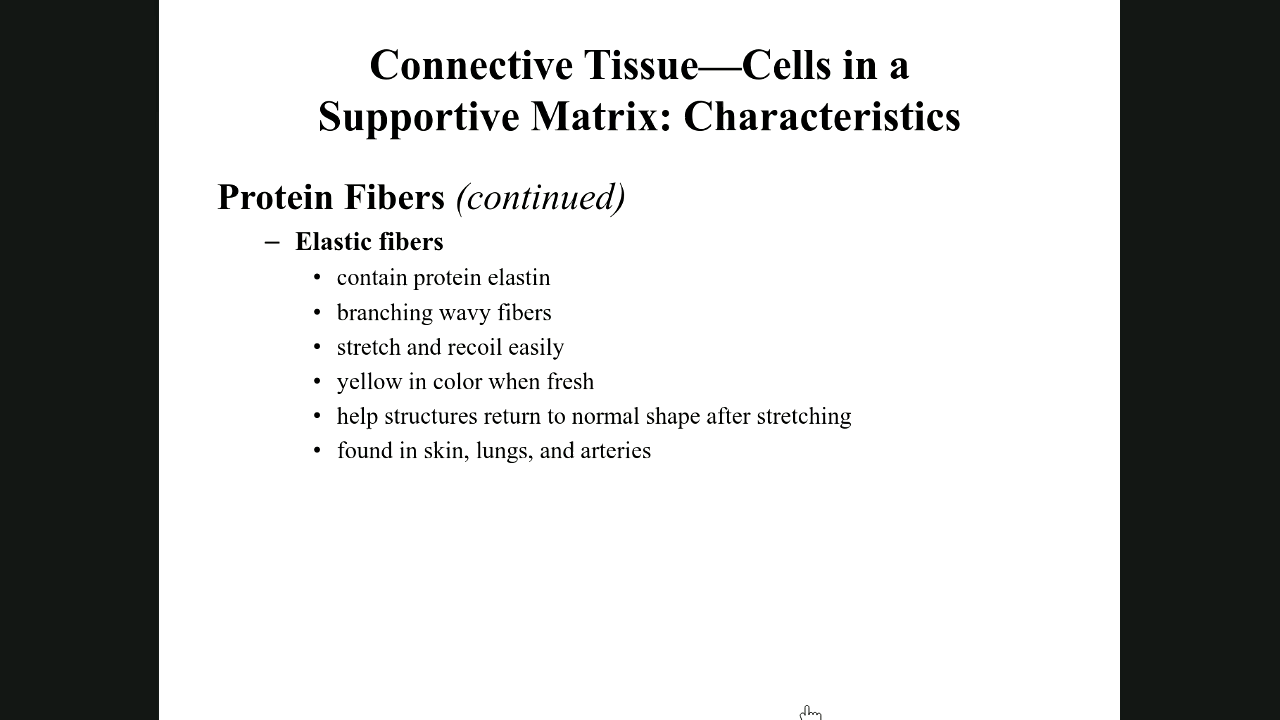 Connective Tissue—Cells in a
Supportive Matrix: Characteristics
Protein Fibers (continued)
– Elastic fibers
• contain protein elastin
• branching wavy fibers
• stretch and recoil easily
• yellow in color when fresh
• help structures return to normal shape after stretching
• found in skin, lungs, and arteries